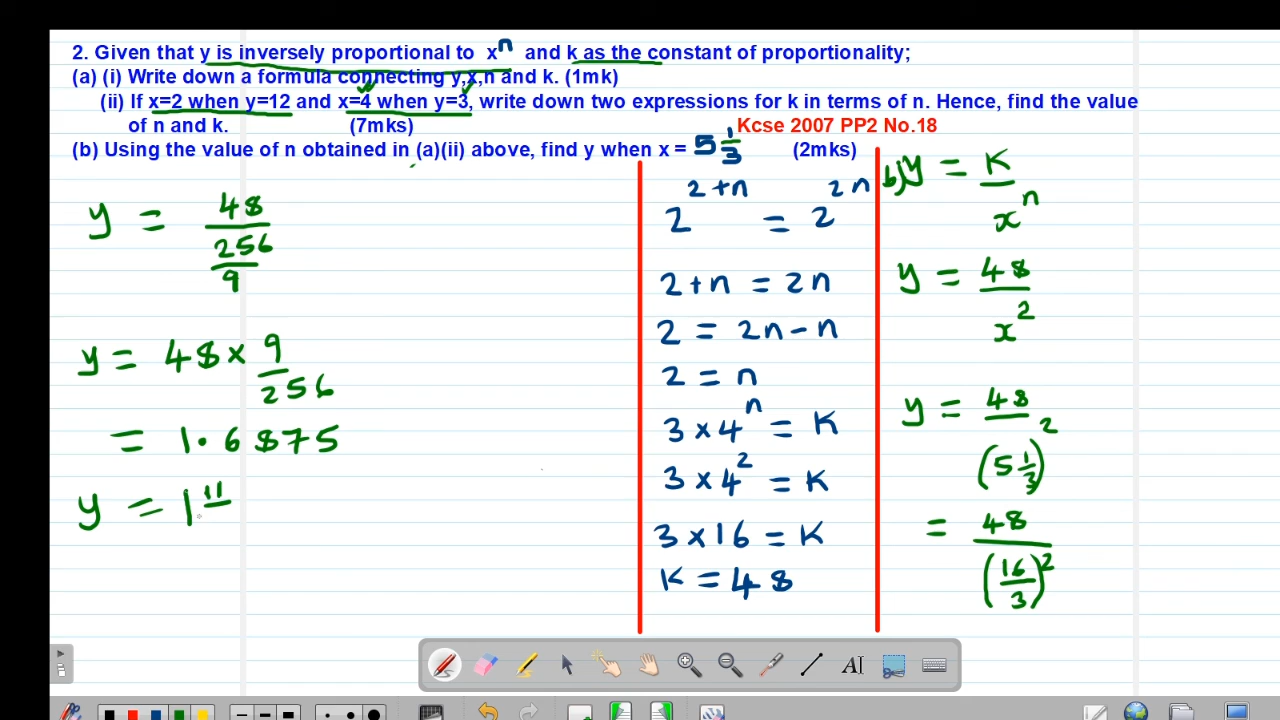 2. Given that y is inversely proportional to x^n and k as the constant of proportionality;
(a) (i) Write down a formula connecting y,x,n and k. (1mk)
(ii) If x=2 when y=12 and x=4 when y=3, write down two expressions for k in terms of n. Hence, find the value
of n and k. (7mks) Kcse 2007 PP2 No.18
(b) Using the value of n obtained in (a)(ii) above, find y when x = 5 1/3 (2mks)
y = 48/(256/9)
y = 48 × 9/256
= 1.6875
y = 1 11
2^(2+n) = 2^(2n)
2+n = 2n
2 = 2n - n
2 = n
3 × 4^n = K
3 × 4^2 = K
3 × 16 = K
K = 48
b) y = K/x^n
y = 48/x^2
y = 48/(5 1/3)^2
= 48/(16/3)^2
AI